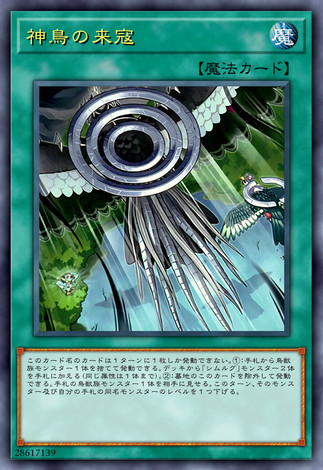 神鳥の来寇
魔
【魔法カード】
このカード名のカードは1ターンに1枚しか発動できない。①:手札から鳥獣
族モンスター1体を捨てて発動できる。デッキから「シムルグ」モンスター2体
を手札に加える(同じ属性は1体まで)。②:墓地のこのカードを除外して発動
できる。手札の鳥獣族モンスター1体を相手に見せる。このターン、そのモンス
ター及び自分の手札の同名モンスターのレベルを1つ下げる。
28617139